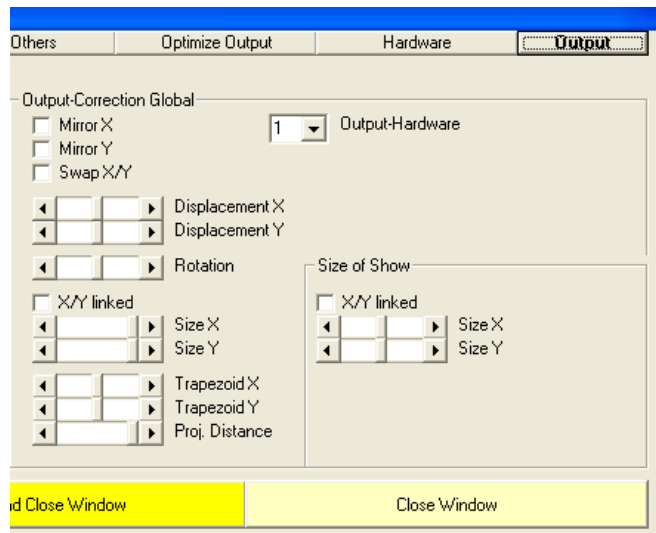 Others Optimize Output Hardware Output
Output-Correction Global
Mirror X
1 Output-Hardware
Mirror Y
Swap X/Y
Displacement X
Displacement Y
Rotation
X/Y linked
Size X
Size Y
Trapezoid X
Trapezoid Y
Proj. Distance
Size of Show
X/Y linked
Size X
Size Y
d Close Window
Close Window